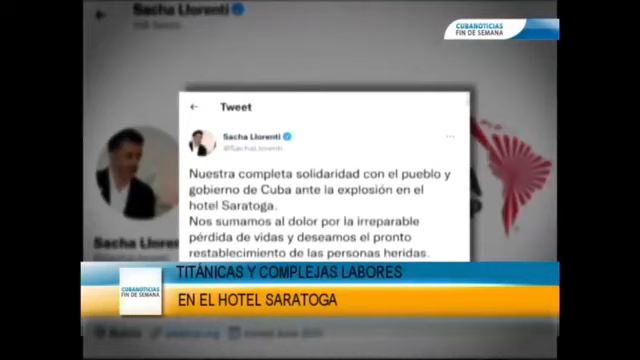 Sacha Llorenti
CUBANOTICIAS
FIN DE SEMANA
Tweet
Sacha Llorenti
@SachaLlorenti
Nuestra completa solidaridad con el pueblo y
gobierno de Cuba ante la explosión en el
hotel Saratoga.
Nos sumamos al dolor por la irreparable
pérdida de vidas y deseamos el pronto
restablecimiento de las personas heridas.
Sacha Lloren
TITÁNICAS Y COMPLEJAS LABORES
CUBANOTICIAS
FIN DE SEMANA
EN EL HOTEL SARATOGA